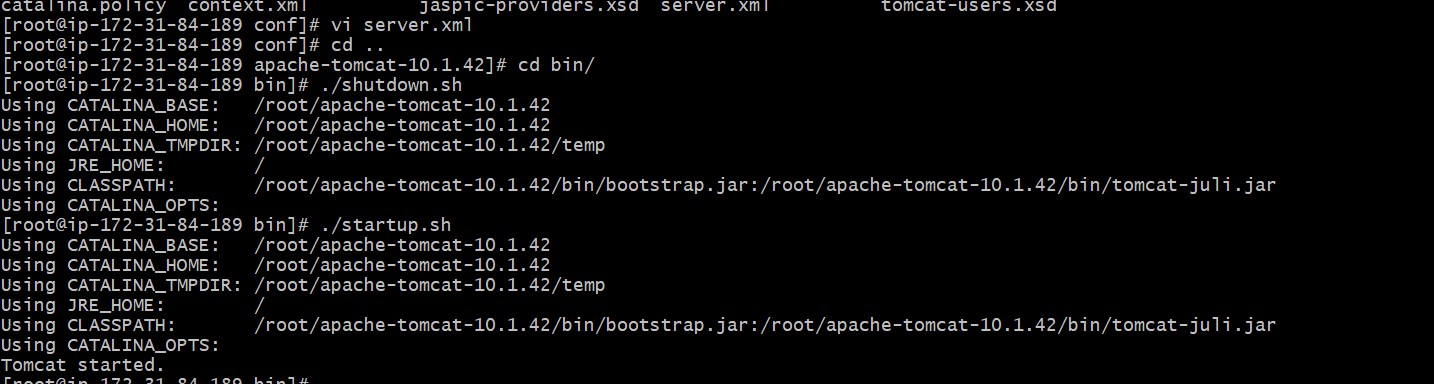 catalina.policy  context.xml          jaspic-providers.xsd  server.xml          tomcat-users.xsd
[root@ip-172-31-84-189 conf]# vi server.xml
[root@ip-172-31-84-189 conf]# cd ..
[root@ip-172-31-84-189 apache-tomcat-10.1.42]# cd bin/
[root@ip-172-31-84-189 bin]# ./shutdown.sh
Using CATALINA_BASE:   /root/apache-tomcat-10.1.42
Using CATALINA_HOME:   /root/apache-tomcat-10.1.42
Using CATALINA_TMPDIR: /root/apache-tomcat-10.1.42/temp
Using JRE_HOME:        /
Using CLASSPATH:       /root/apache-tomcat-10.1.42/bin/bootstrap.jar:/root/apache-tomcat-10.1.42/bin/tomcat-juli.jar
Using CATALINA_OPTS:
[root@ip-172-31-84-189 bin]# ./startup.sh
Using CATALINA_BASE:   /root/apache-tomcat-10.1.42
Using CATALINA_HOME:   /root/apache-tomcat-10.1.42
Using CATALINA_TMPDIR: /root/apache-tomcat-10.1.42/temp
Using JRE_HOME:        /
Using CLASSPATH:       /root/apache-tomcat-10.1.42/bin/bootstrap.jar:/root/apache-tomcat-10.1.42/bin/tomcat-juli.jar
Using CATALINA_OPTS:
Tomcat started.
[root@ip-172-31-84-189 bin]#